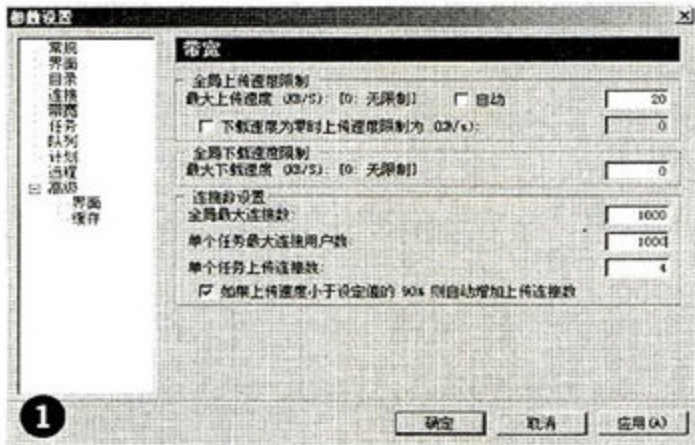 参数设置
常规
界面
目录
连接
带宽
任务
队列
计划
远程
高级
界面
缓存
带宽
全局上传速度限制
最大上传速度 (KB/S): [0: 无限制] 自动 20
下载速度为零时上传速度限制为 (KB/s): 0
全局下载速度限制
最大下载速度 (KB/S): [0: 无限制] 0
连接数设置
全局最大连接数: 1000
单个任务最大连接用户数: 1000
单个任务上传连接数: 4
如果上传速度小于设定值的 90% 则自动增加上传连接数
1
确定 取消 应用(A)